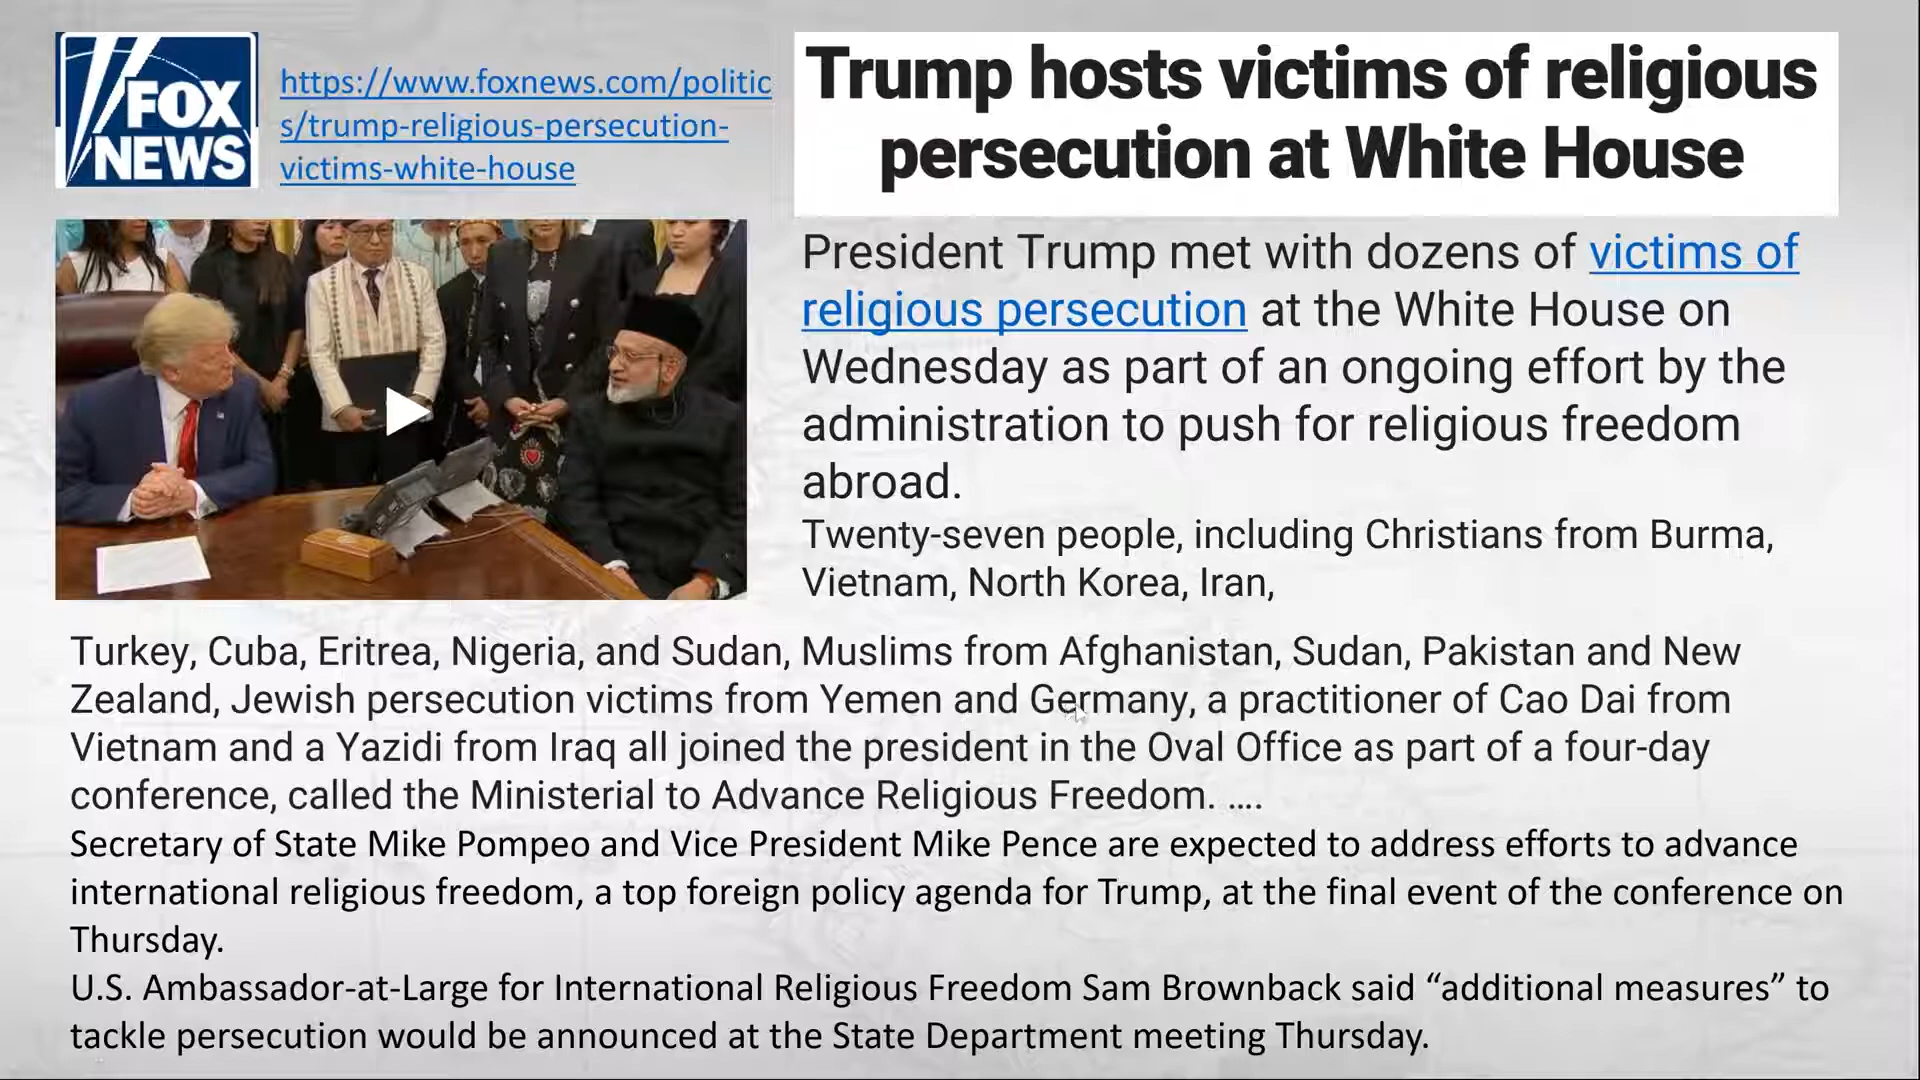 FOX
NEWS
https://www.foxnews.com/politic
s/trump-religious-persecution-
victims-white-house
Trump hosts victims of religious
persecution at White House
President Trump met with dozens of victims of
religious persecution at the White House on
Wednesday as part of an ongoing effort by the
administration to push for religious freedom
abroad.
Twenty-seven people, including Christians from Burma,
Vietnam, North Korea, Iran,
Turkey, Cuba, Eritrea, Nigeria, and Sudan, Muslims from Afghanistan, Sudan, Pakistan and New
Zealand, Jewish persecution victims from Yemen and Germany, a practitioner of Cao Dai from
Vietnam and a Yazidi from Iraq all joined the president in the Oval Office as part of a four-day
conference, called the Ministerial to Advance Religious Freedom. ....
Secretary of State Mike Pompeo and Vice President Mike Pence are expected to address efforts to advance
international religious freedom, a top foreign policy agenda for Trump, at the final event of the conference on
Thursday.
U.S. Ambassador-at-Large for International Religious Freedom Sam Brownback said “additional measures” to
tackle persecution would be announced at the State Department meeting Thursday.